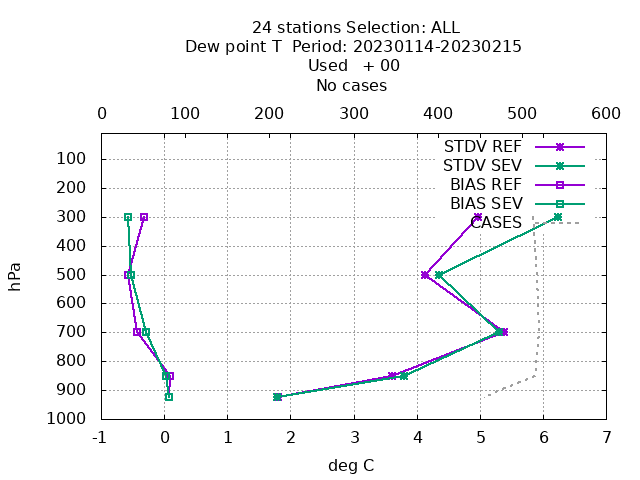 24 stations Selection: ALL
Dew point T  Period: 20230114-20230215
Used   + 00
No cases
0 100 200 300 400 500 600
STDV REF
STDV SEV
BIAS REF
BIAS SEV
CASES
100
200
300
400
500
600
700
800
900
1000
hPa
-1 0 1 2 3 4 5 6 7
deg C